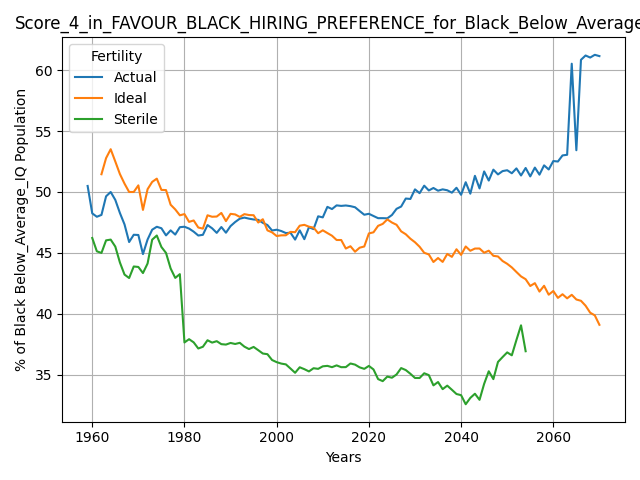 Score_4_in_FAVOUR_BLACK_HIRING_PREFERENCE_for_Black_Below_Average
Fertility
Actual
Ideal
Sterile
% of Black Below_Average_IQ Population
60
55
50
45
40
35
1960
1980
2000
2020
2040
2060
Years